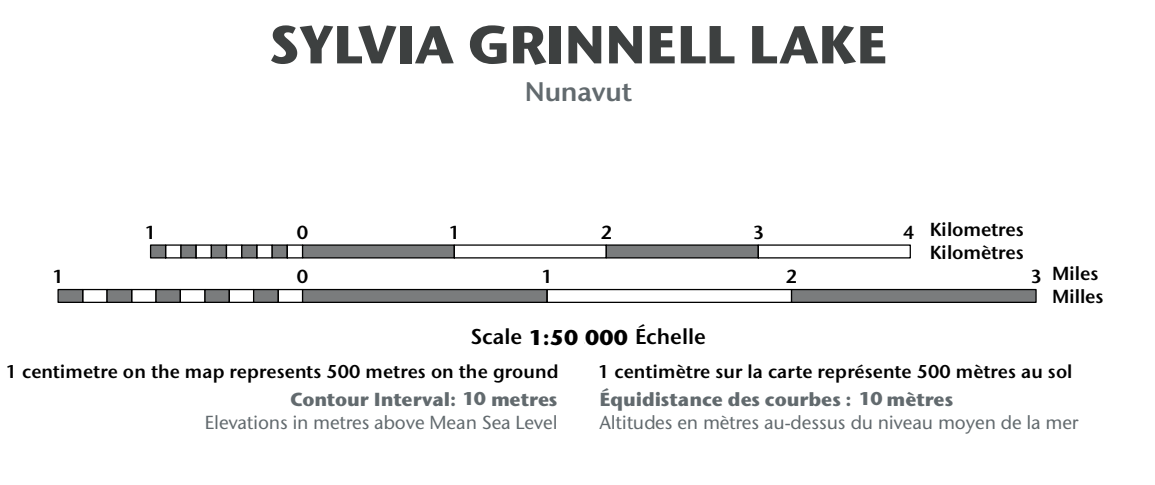 SYLVIA GRINNELL LAKE
Nunavut
1 0 1 2 3 4 Kilometres
Kilomètres
1 0 1 2 3 Miles
Milles
Scale 1:50 000 Échelle
1 centimetre on the map represents 500 metres on the ground
Contour Interval: 10 metres
Elevations in metres above Mean Sea Level
1 centimètre sur la carte représente 500 mètres au sol
Équidistance des courbes : 10 mètres
Altitudes en mètres au-dessus du niveau moyen de la mer